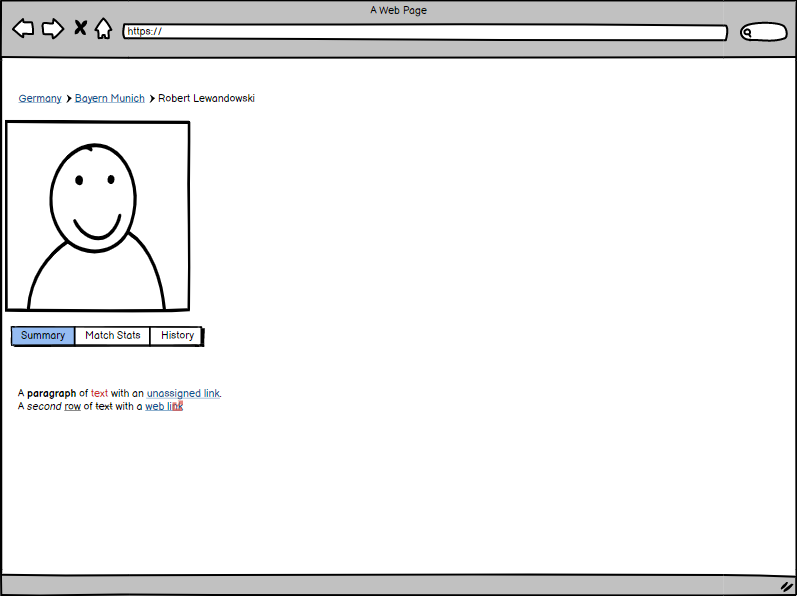 A Web Page
https://
Germany > Bayern Munich > Robert Lewandowski
Summary Match Stats History
A paragraph of text with an unassigned link.
A second row of text with a web link